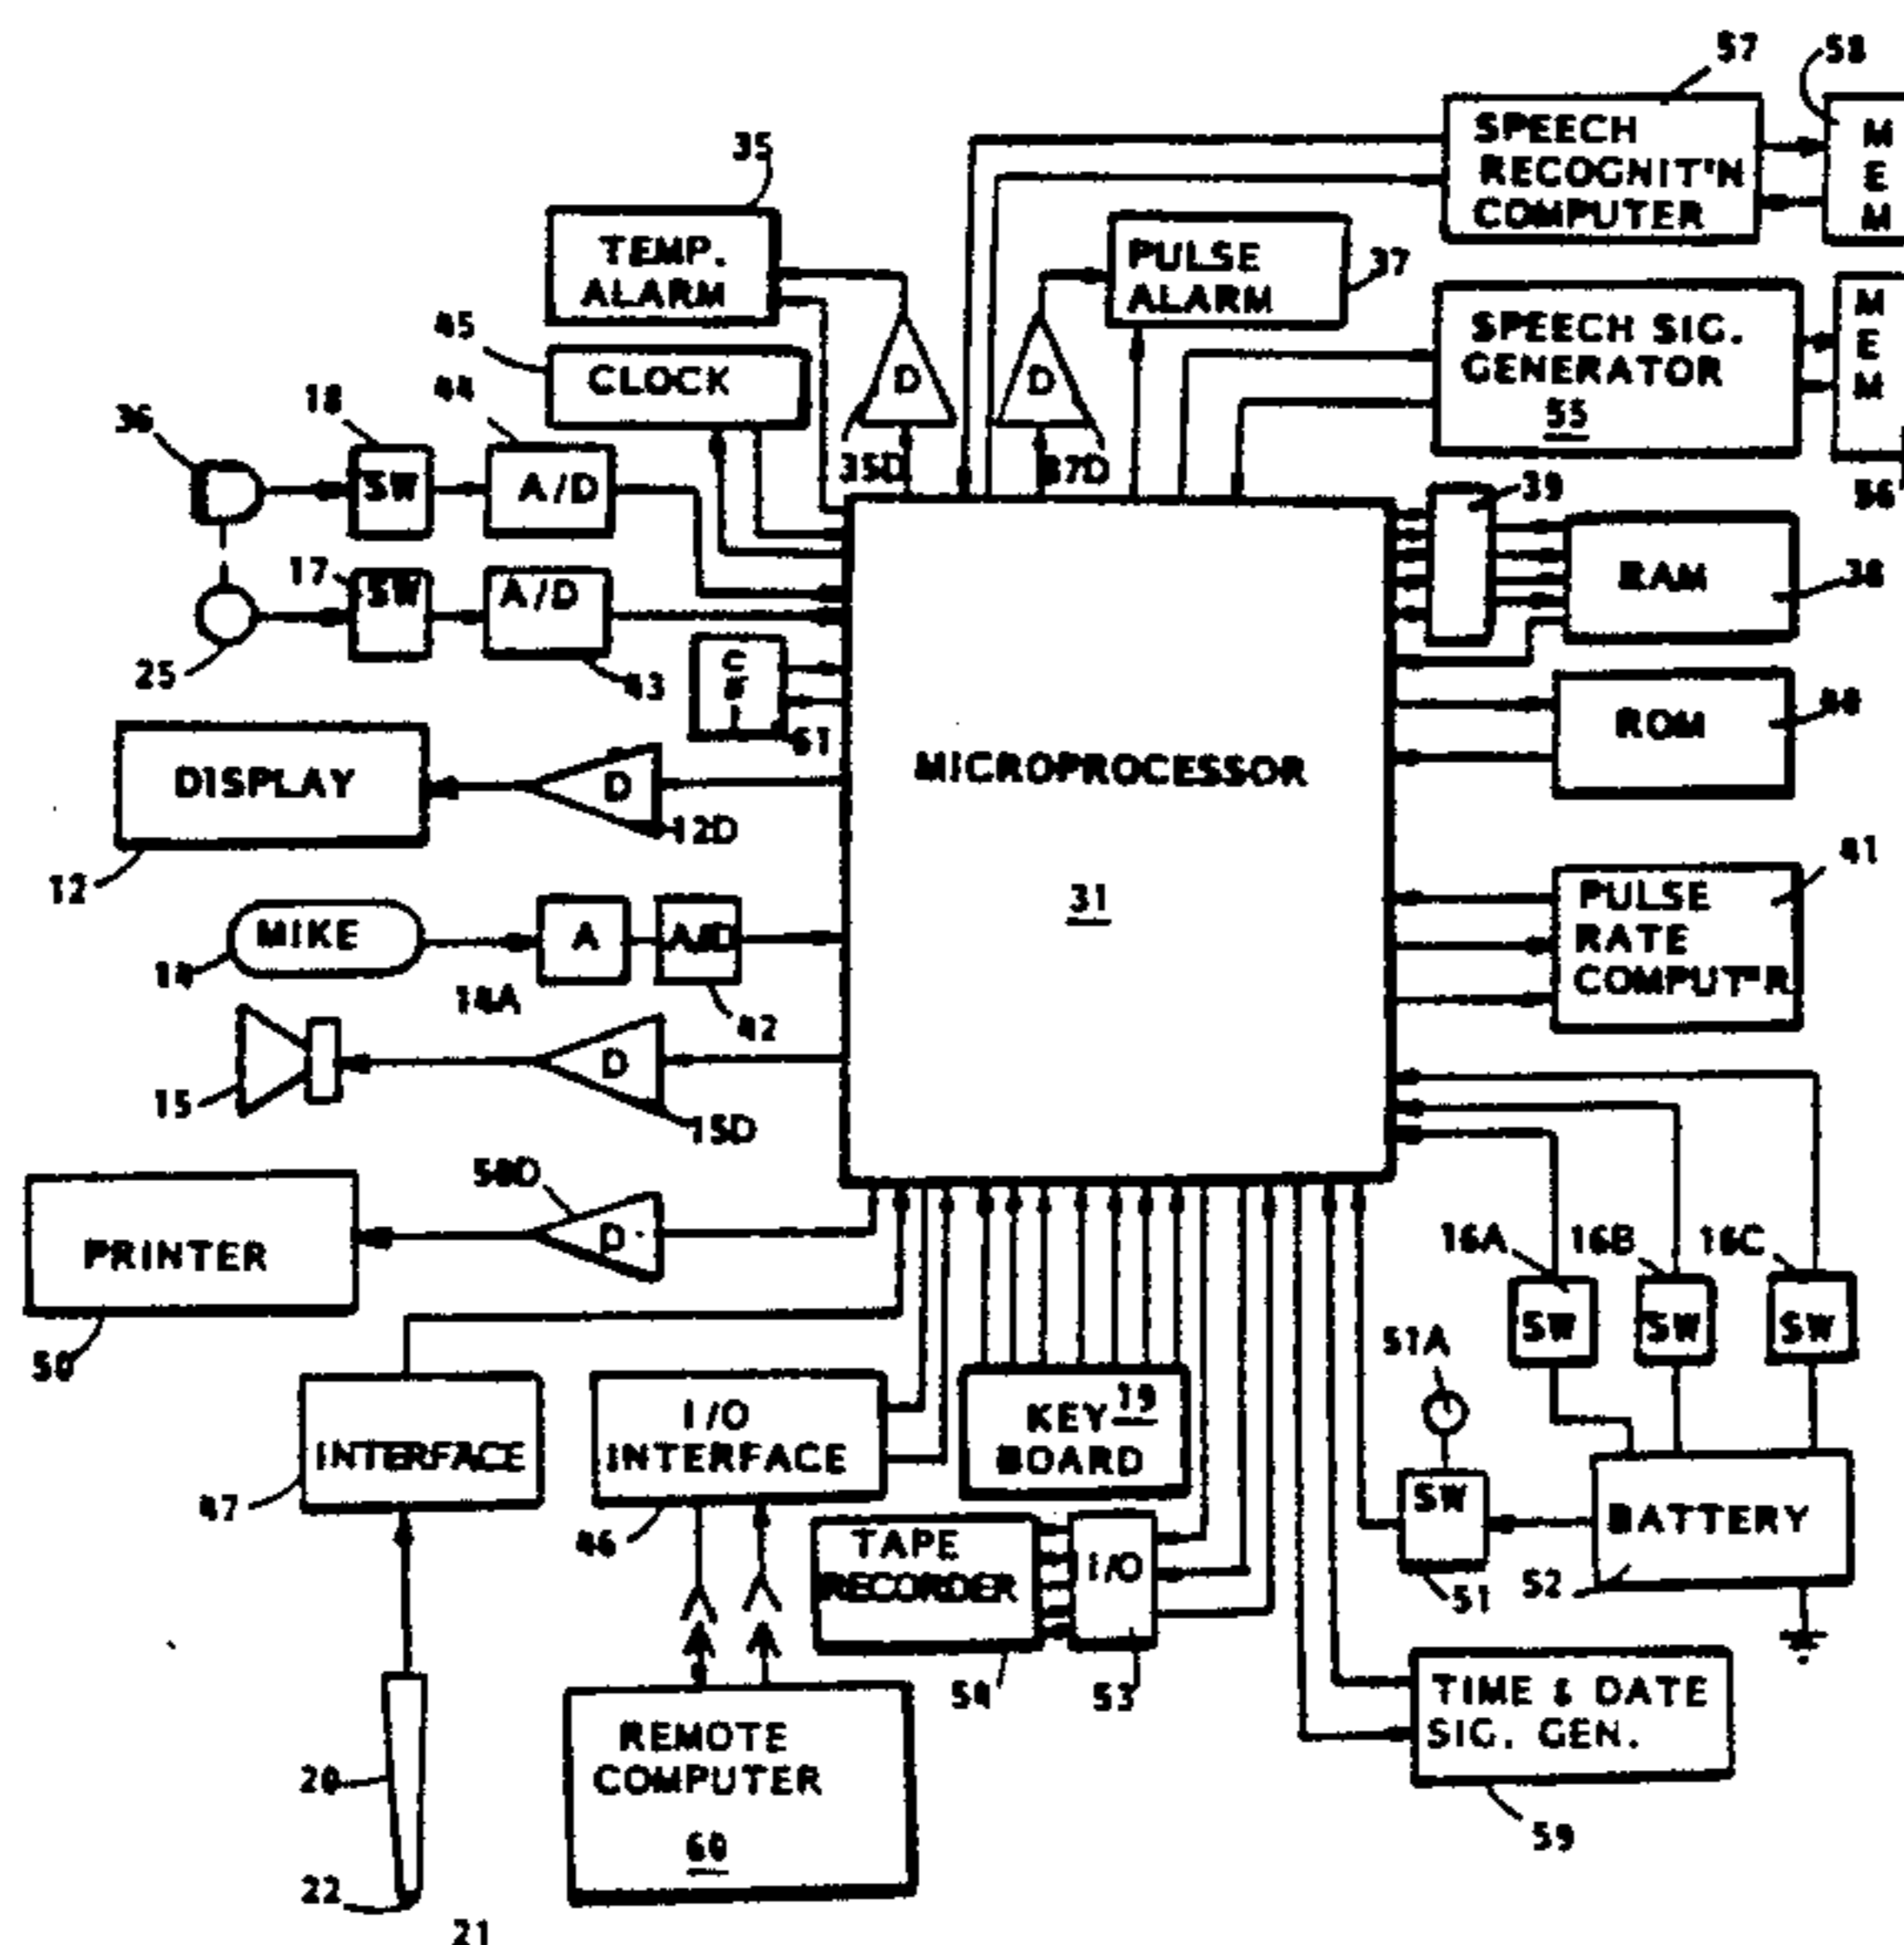 57
58
SPEECH
RECOGNIT'N
COMPUTER
M
E
M
35
TEMP.
ALARM
PULSE
ALARM
37
SPEECH SIG.
GENERATOR
55
M
E
M
56
45
CLOCK
D
D
35D
37D
36
18
44
SW
A/D
17
SW
A/D
25
43
39
RAM
38
C
61
ROM
DISPLAY
D
12D
12
MICROPROCESSOR
31
41
PULSE
RATE
COMPUT'R
MIKE
A
A/D
14
14A
42
15
D
15D
50D
D
PRINTER
50
16A
16B
16C
SW
SW
SW
51A
INTERFACE
47
I/O
INTERFACE
46
KEY 19
BOARD
SW
51
BATTERY
52
TAPE
RECORDER
I/O
54
53
TIME & DATE
SIG. GEN.
59
REMOTE
COMPUTER
60
20
22
21